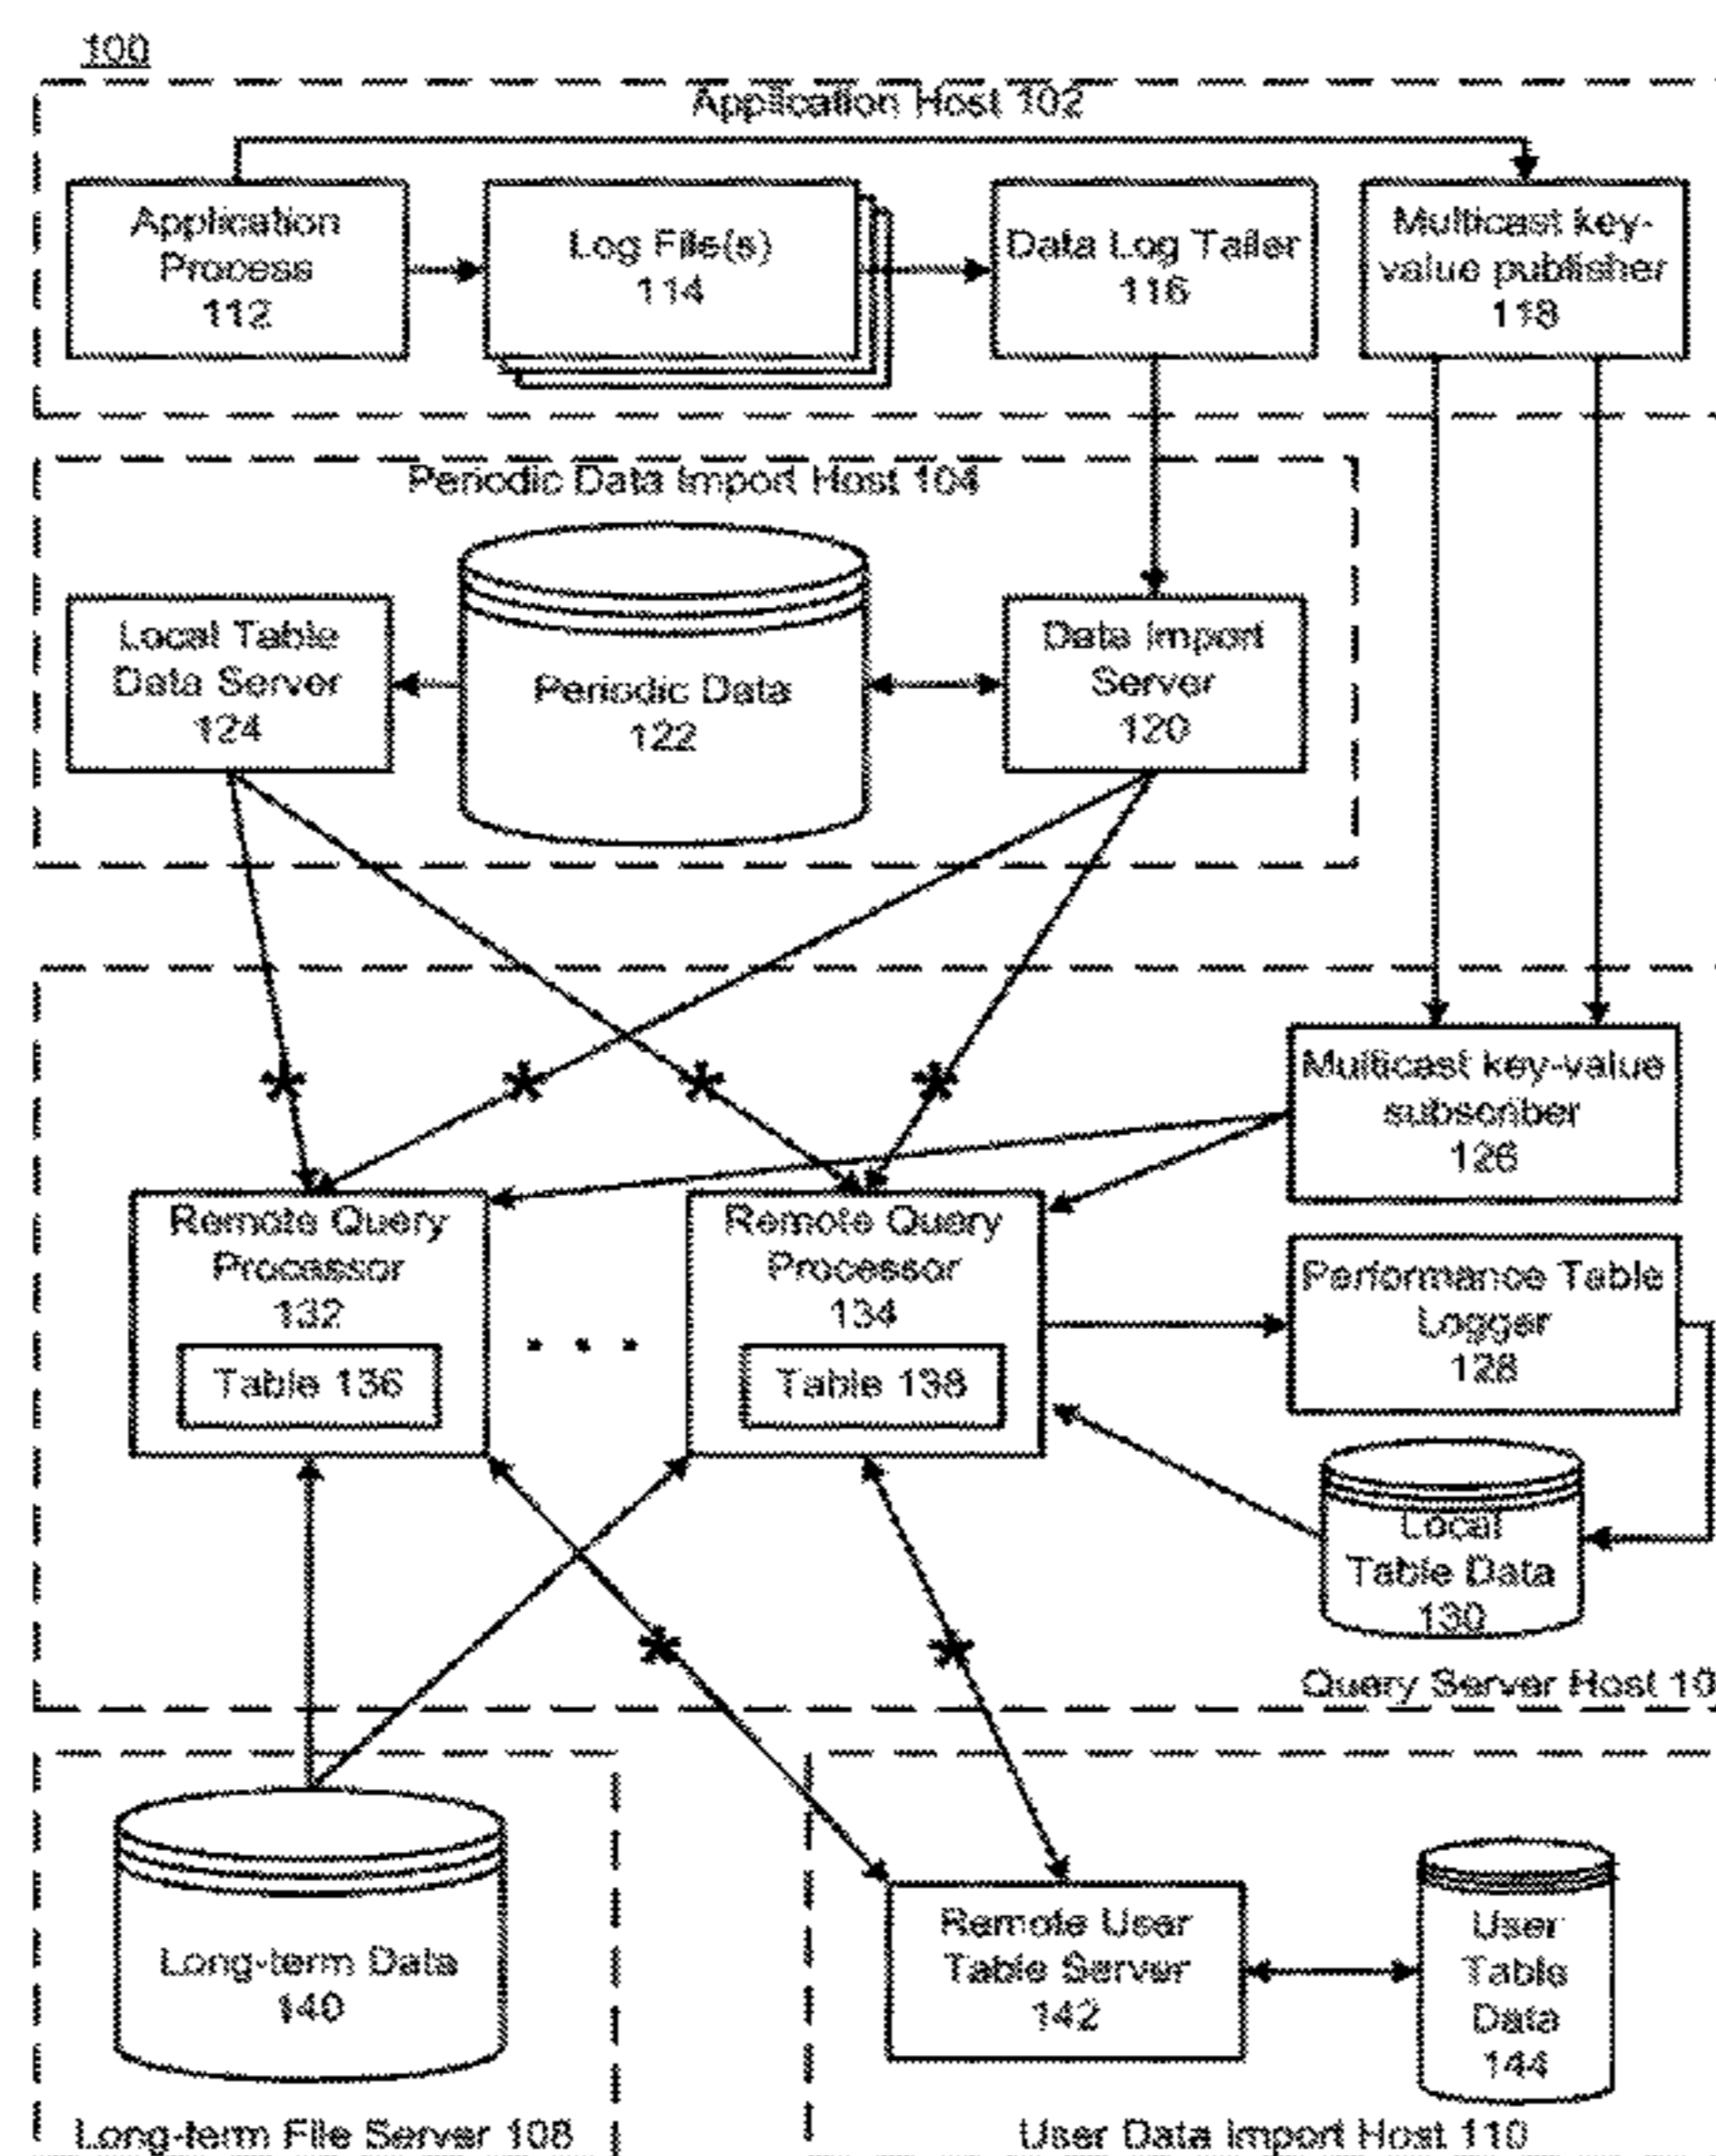 100
Application Host 102
Application
Process
112
Log File(s)
114
Data Log Tailer
116
Multicast key-
value publisher
118
Periodic Data Import Host 104
Local Table
Data Server
124
Periodic Data
122
Data Import
Server
120
Multicast key-value
subscriber
126
Remote Query
Processor
132
Table 136
. . .
Remote Query
Processor
134
Table 138
Performance Table
Logger
128
Local
Table Data
130
Query Server Host 10
Long-term Data
140
Long-term File Server 108
Remote User
Table Server
142
User
Table
Data
144
User Data Import Host 110